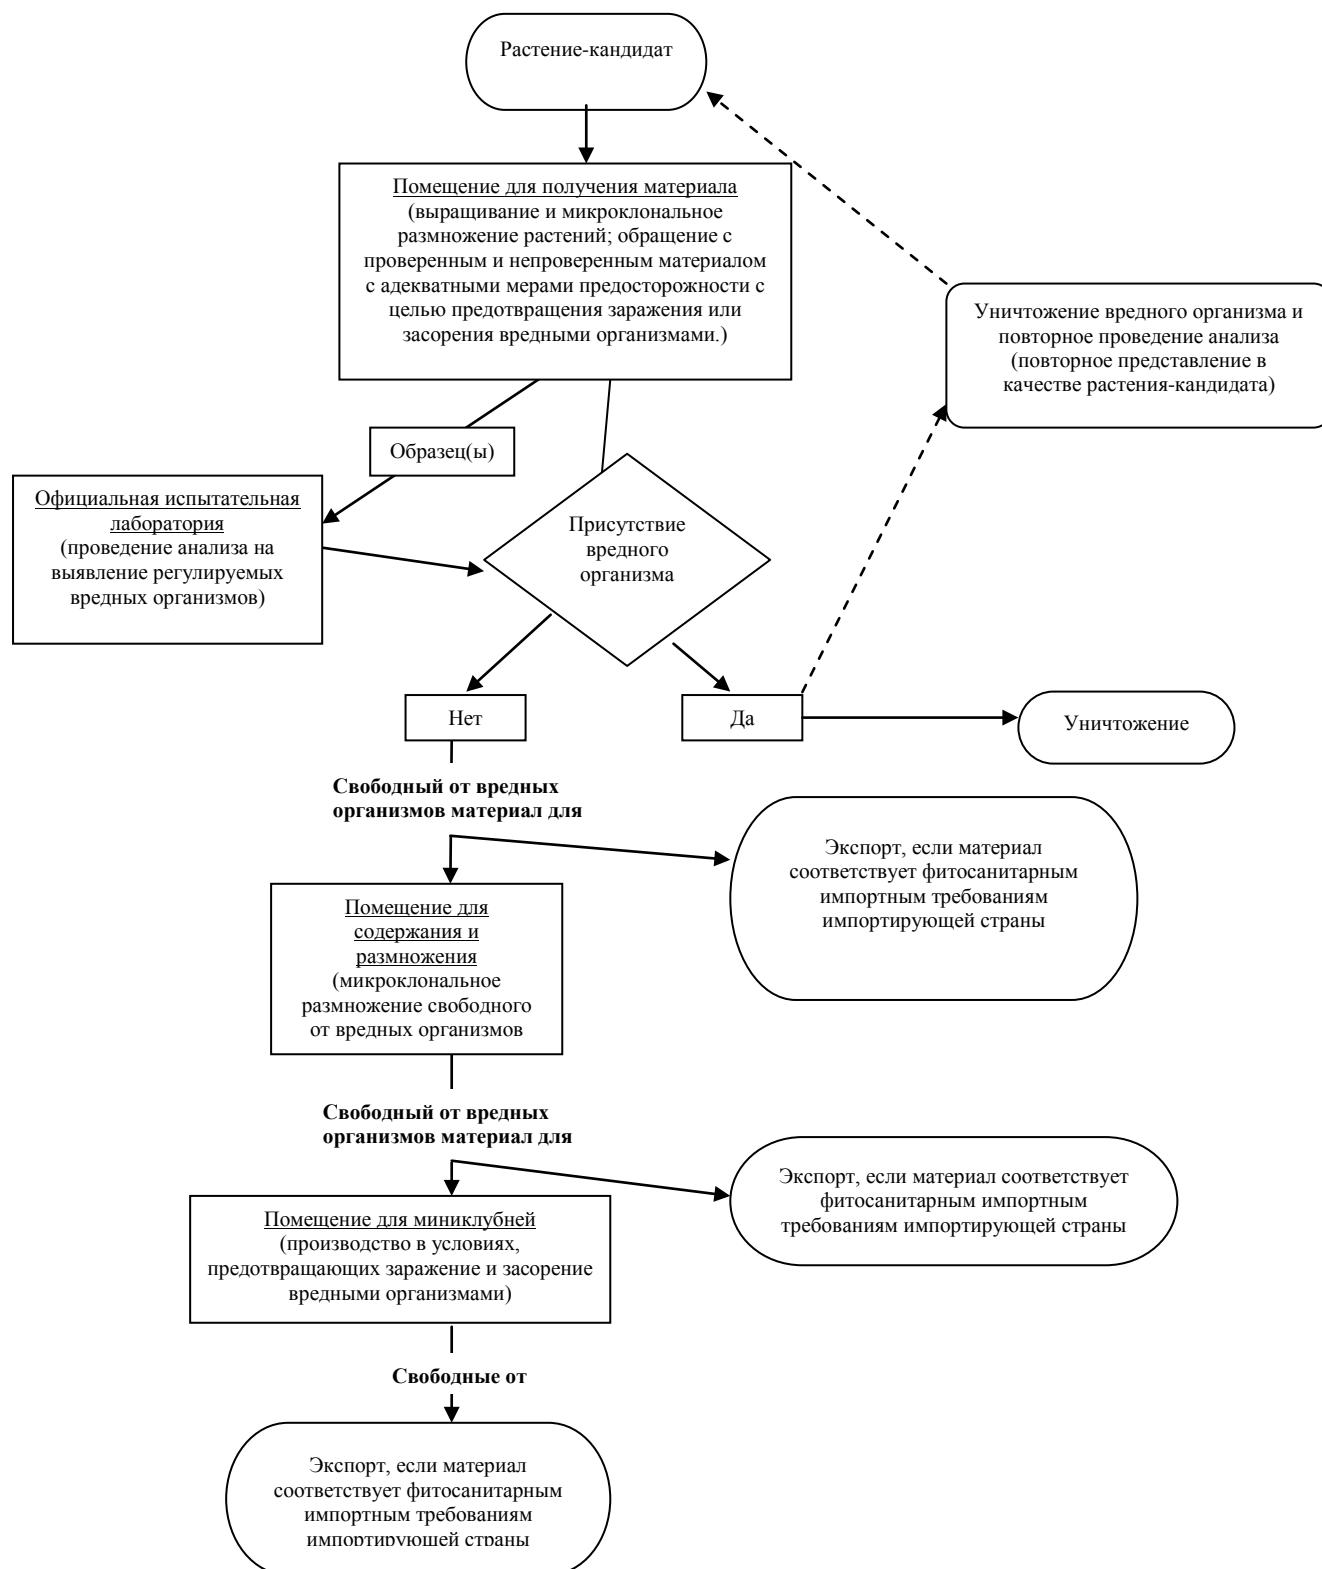 Растение-кандидат
Помещение для получения материала
(выращивание и микроклональное
размножение растений; обращение с
проверенным и непроверенным материалом
с адекватными мерами предосторожности с
целью предотвращения заражения или
засорения вредными организмами.)
Уничтожение вредного организма и
повторное проведение анализа
(повторное представление в
качестве растения-кандидата)
Образец(ы)
Официальная испытательная
лаборатория
(проведение анализа на
выявление регулируемых
вредных организмов)
Присутствие
вредного
организма
Нет
Да
Уничтожение
Свободный от вредных
организмов материал для
Экспорт, если материал
соответствует фитосанитарным
импортным требованиям
импортирующей страны
Помещение для
содержания и
размножения
(микроклональное
размножение свободного
от вредных организмов
Свободный от вредных
организмов материал для
Экспорт, если материал соответствует
фитосанитарным импортным
требованиям импортирующей страны
Помещение для миниклубней
(производство в условиях,
предотвращающих заражение и засорение
вредными организмами)
Свободные от
Экспорт, если материал
соответствует фитосанитарным
импортным требованиям
импортирующей страны